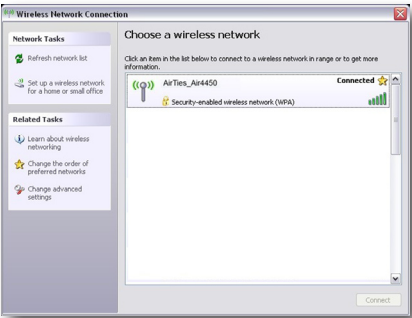 Wireless Network Connection
Network Tasks
Refresh network list
Set up a wireless network
for a home or small office
Related Tasks
Learn about wireless
networking
Change the order of
preferred networks
Change advanced
settings
Choose a wireless network
Click an item in the list below to connect to a wireless network in range or to get more
information.
AirTies_Air4450
Connected
Security-enabled wireless network (WPA)
Connect